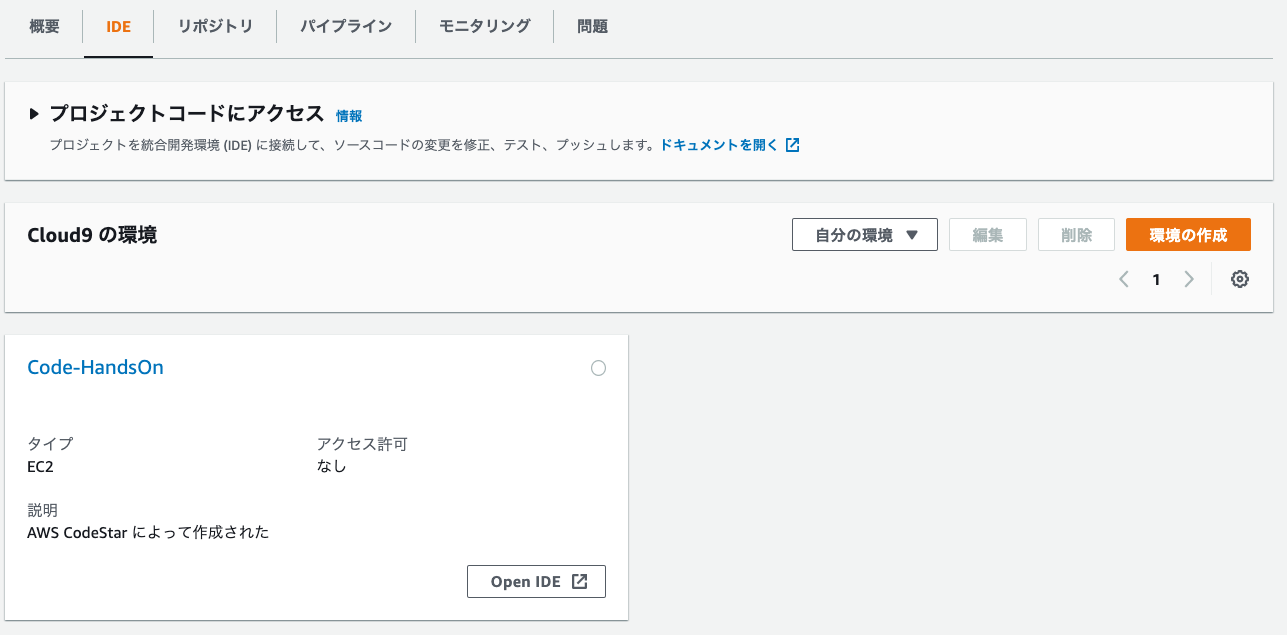 概要 IDE リポジトリ パイプライン モニタリング 問題
プロジェクトコードにアクセス 情報
プロジェクトを統合開発環境 (IDE) に接続して、ソースコードの変更を修正、テスト、プッシュします。ドキュメントを開く
Cloud9 の環境 自分の環境 編集 削除 環境の作成
1
Code-HandsOn
タイプ アクセス許可
EC2 なし
説明
AWS CodeStar によって作成された
Open IDE